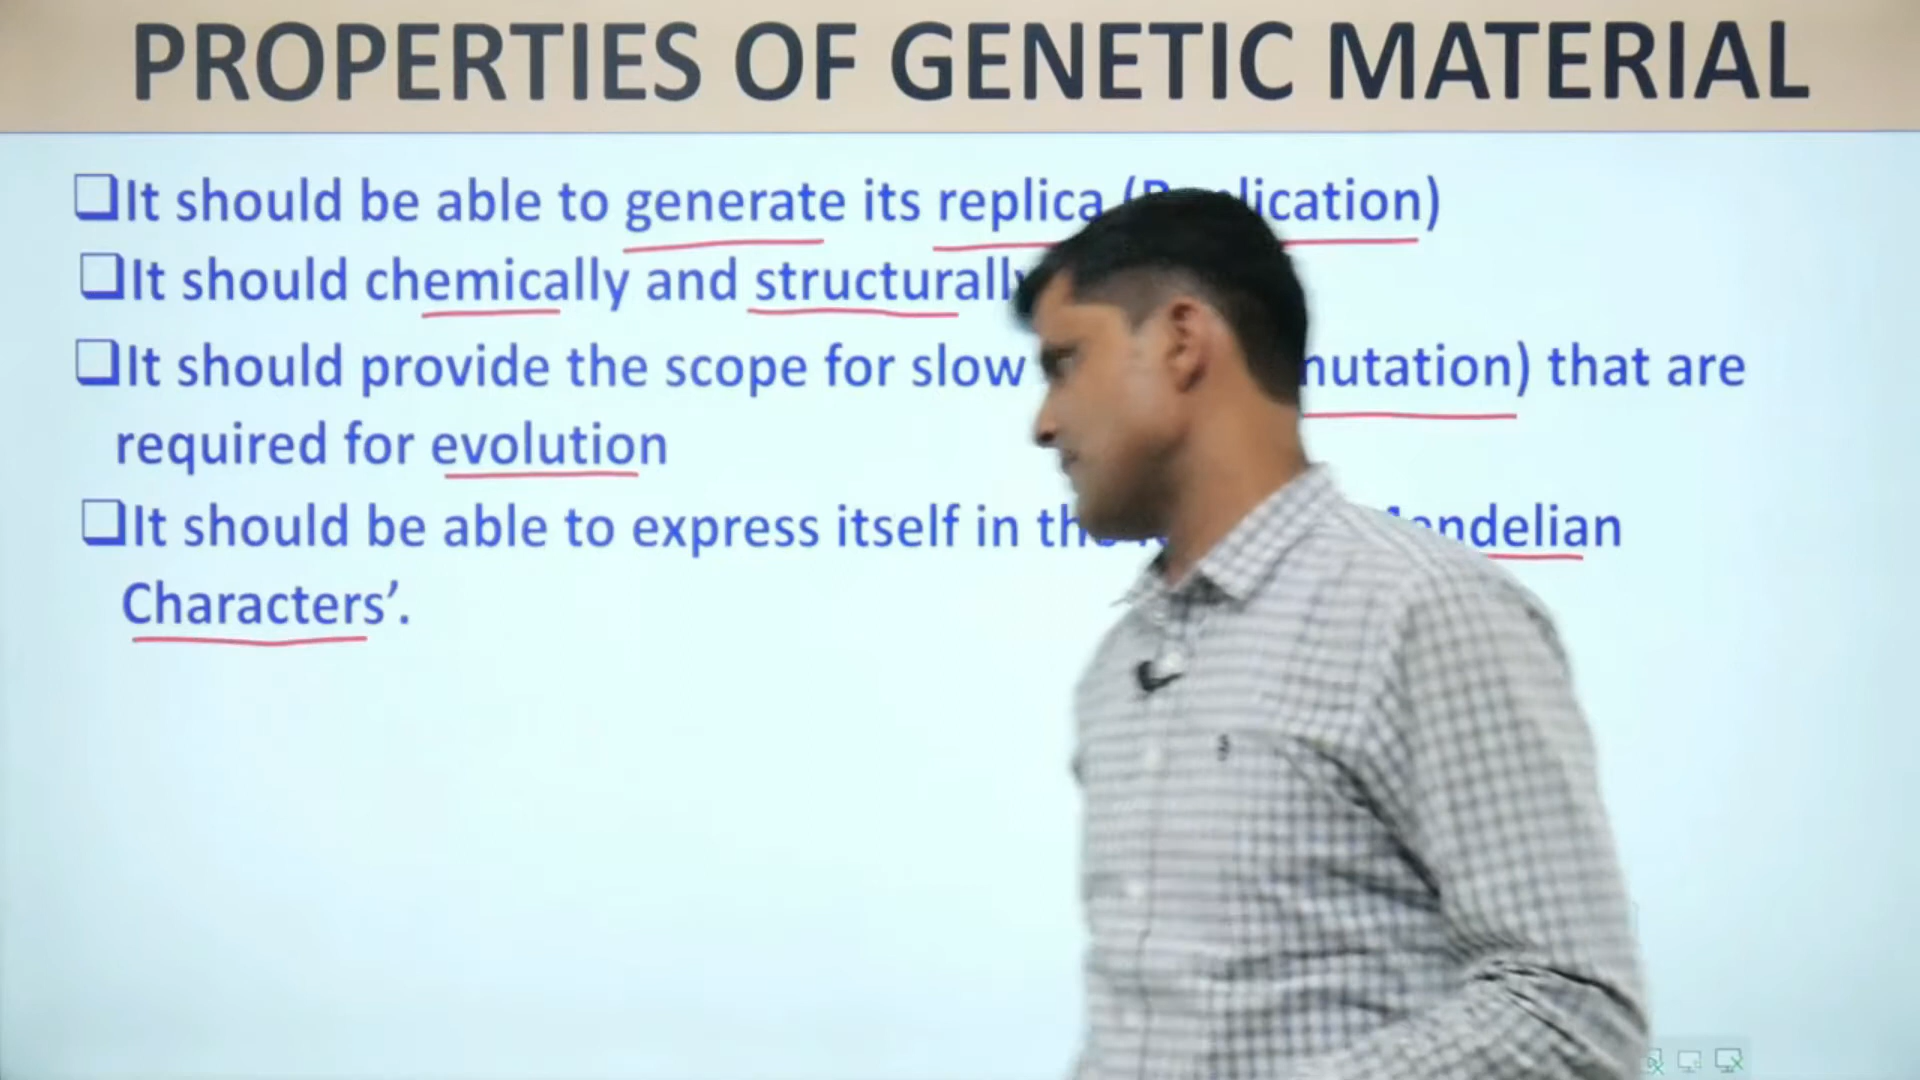 PROPERTIES OF GENETIC MATERIAL
❑It should be able to generate its replica
❑It should chemically and structurally
❑It should provide the scope for slow mutation) that are
required for evolution
❑It should be able to express itself in Mendelian
Characters’.